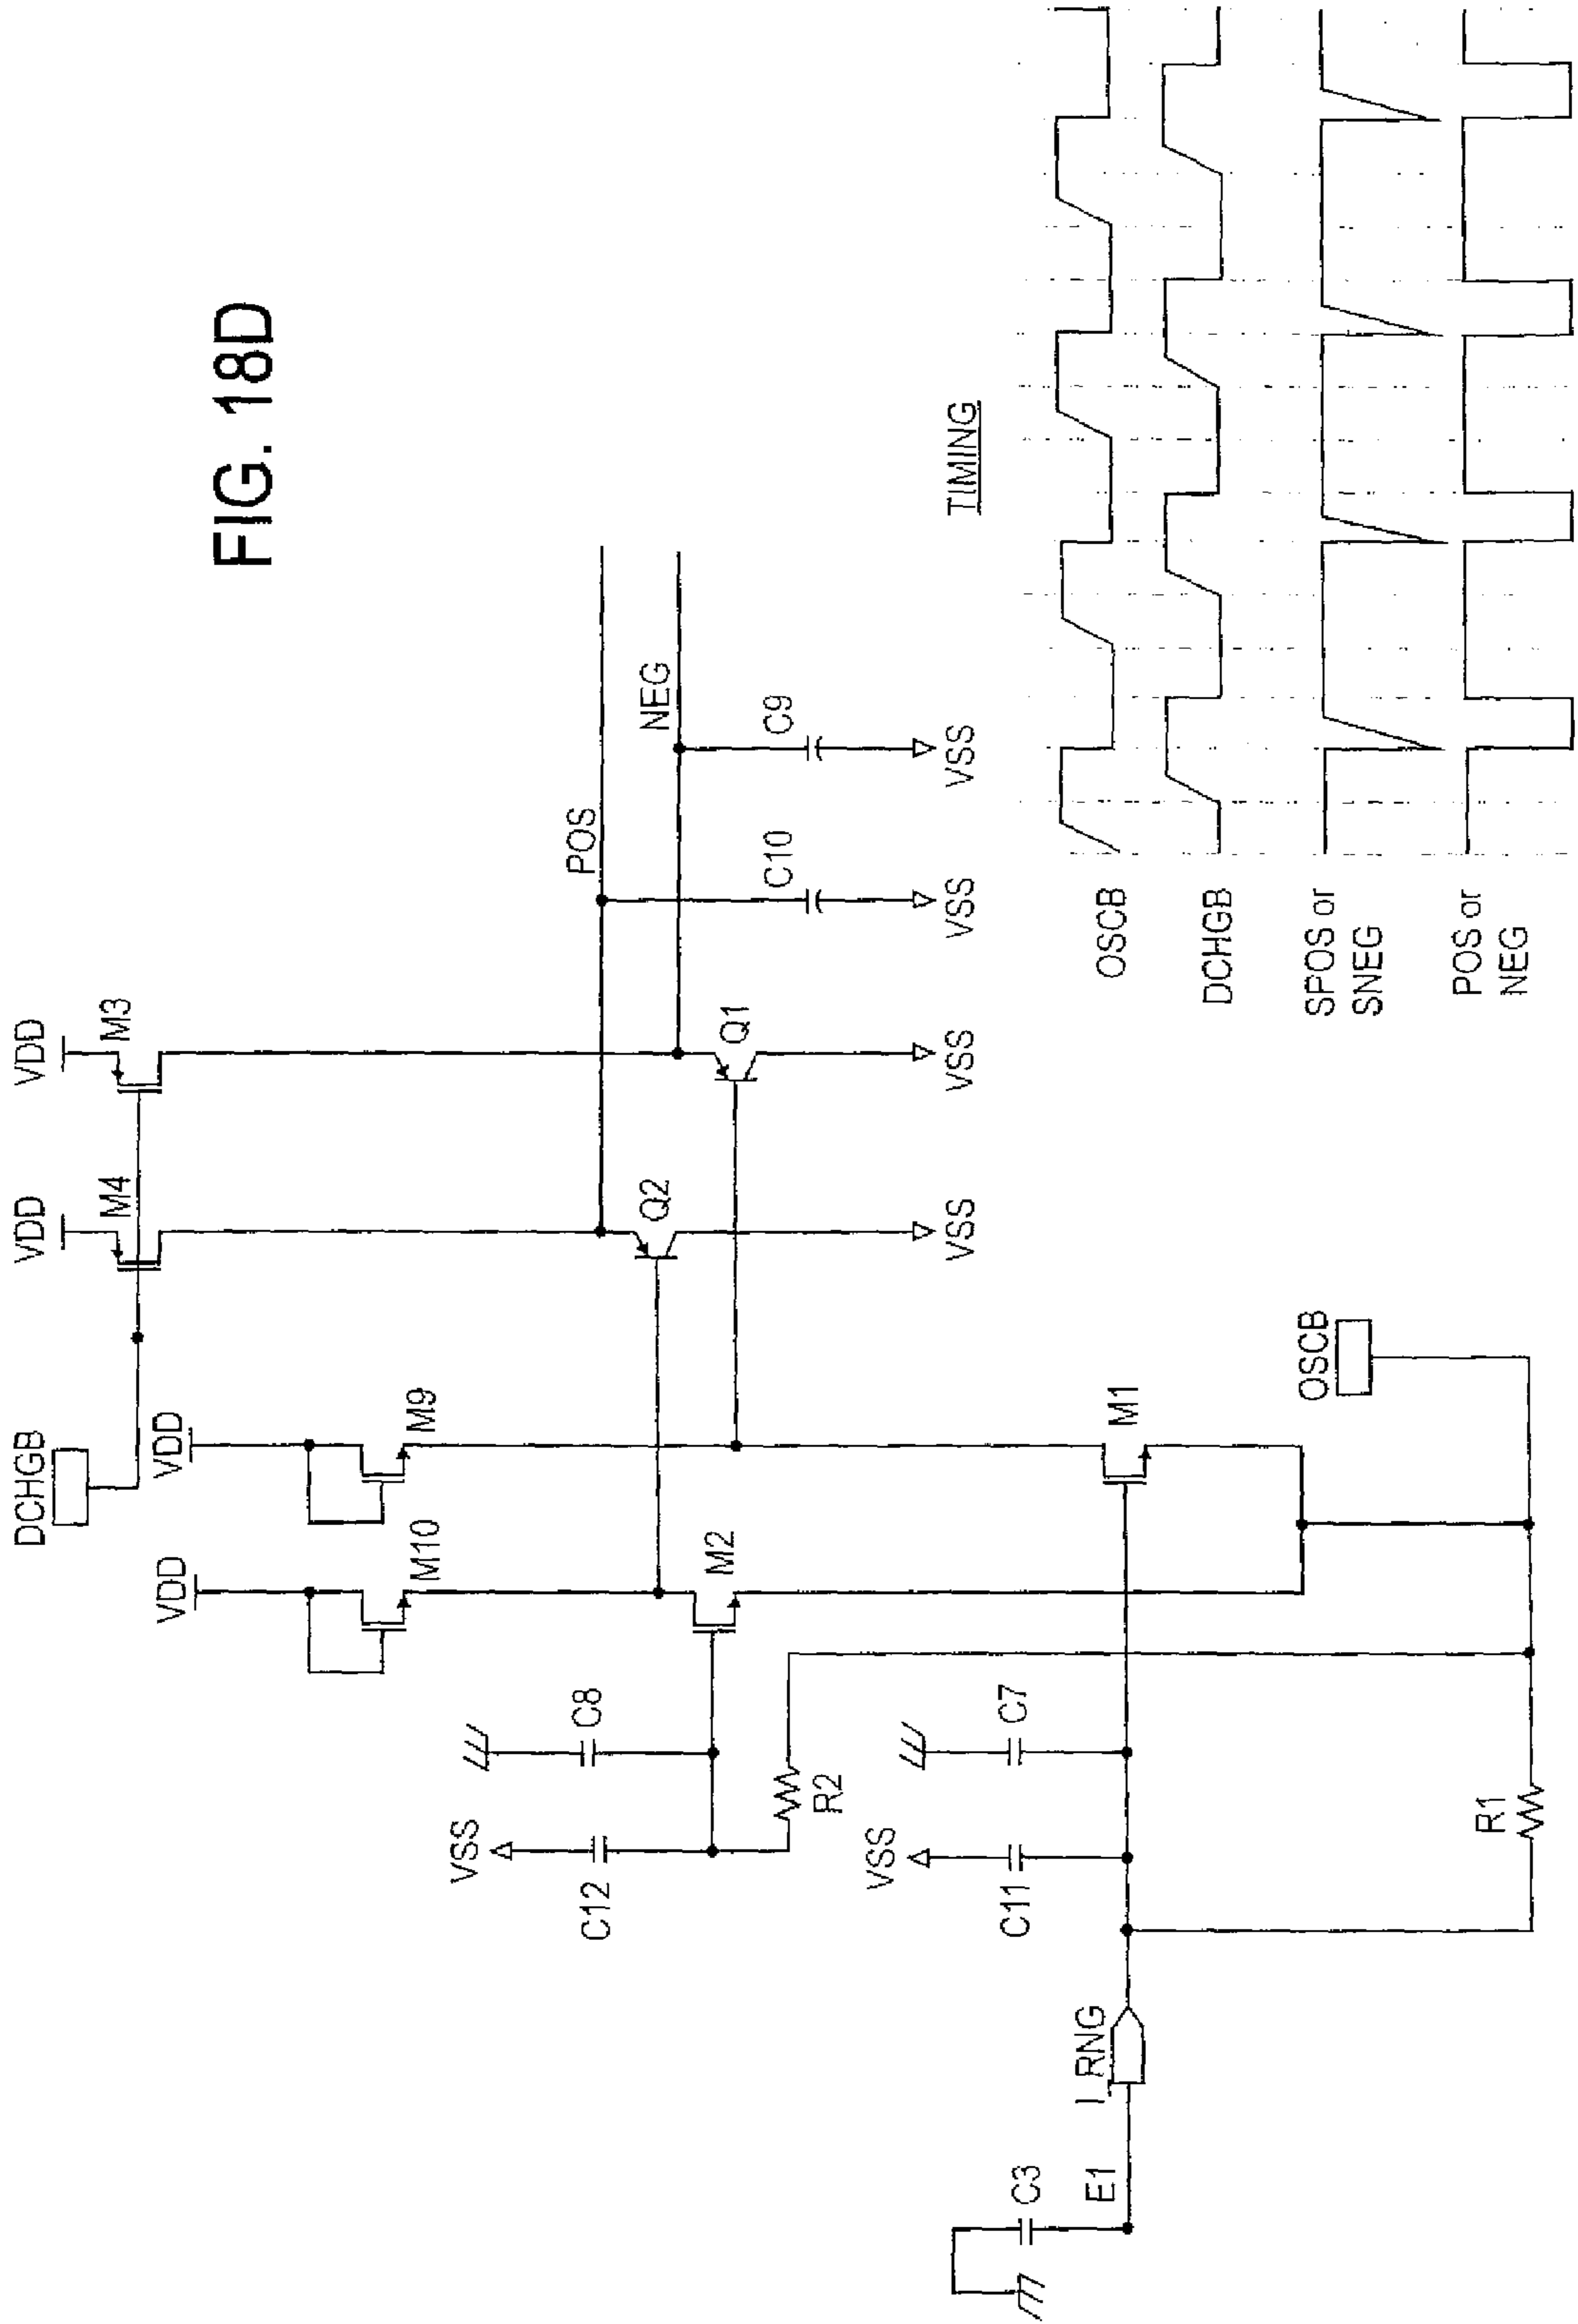 FIG. 18D
DCHGB
VDD
VDD
VDD
VDD
M4
M3
M10
M9
POS
NEG
Q2
Q1
C10
C9
VSS
VSS
VSS
VSS
VSS
C12
C8
M2
R2
VSS
C11
C7
M1
OSCB
R1
C3
E1
I_RNG
TIMING
OSCB
DCHGB
SPOS or
SNEG
POS or
NEG